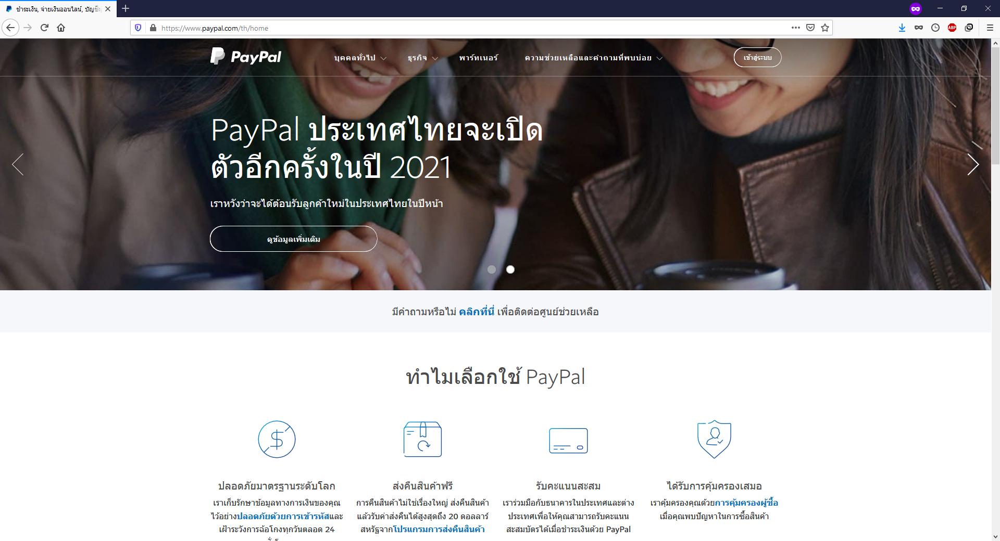 ชำระเงิน, จ่ายเงินออนไลน์, บัญชีผู้
https://www.paypal.com/th/home
ABP
PayPal
บุคคลทั่วไป
ธุรกิจ
พาร์ทเนอร์
ความช่วยเหลือและคำถามที่พบบ่อย
เข้าสู่ระบบ
PayPal ประเทศไทยจะเปิด
ตัวอีกครั้งในปี 2021
เราหวังว่าจะได้ต้อนรับลูกค้าใหม่ในประเทศไทยในปีหน้า
ดูข้อมูลเพิ่มเติม
มีคำถามหรือไม่ คลิกที่นี่ เพื่อติดต่อศูนย์ช่วยเหลือ
ทำไมเลือกใช้ PayPal
ปลอดภัยมาตรฐานระดับโลก
เราเก็บรักษาข้อมูลทางการเงินของคุณ
ไว้อย่างปลอดภัยด้วยการเข้ารหัสและ
เฝ้าระวังการฉ้อโกงทุกวันตลอด 24
ส่งคืนสินค้าฟรี
การคืนสินค้าไม่ใช่เรื่องใหญ่ ส่งคืนสินค้า
แล้วรับค่าส่งคืนได้สูงสุดถึง 20 ดอลลาร์
สหรัฐจากโปรแกรมการส่งคืนสินค้า
รับคะแนนสะสม
เราร่วมมือกับธนาคารในประเทศและต่าง
ประเทศเพื่อให้คุณสามารถรับคะแนน
สะสมบัตรได้เมื่อชำระเงินด้วย PayPal
ได้รับการคุ้มครองเสมอ
เราคุ้มครองคุณด้วยการคุ้มครองผู้ซื้อ
เมื่อคุณพบปัญหาในการซื้อสินค้า